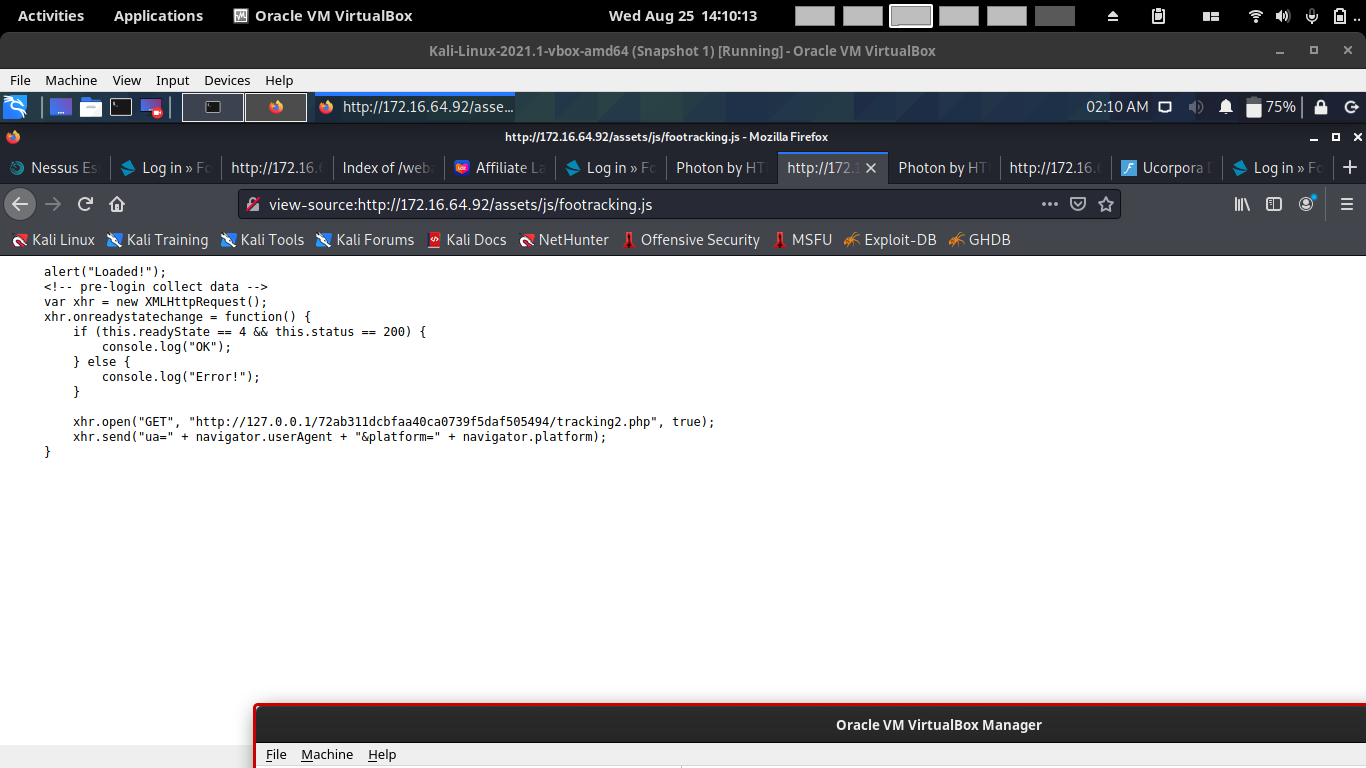 Activities Applications Oracle VM VirtualBox Wed Aug 25 14:10:13
Kali-Linux-2021.1-vbox-amd64 (Snapshot 1) [Running] - Oracle VM VirtualBox
File Machine View Input Devices Help
http://172.16.64.92/asse... 02:10 AM 75%
http://172.16.64.92/assets/js/footracking.js - Mozilla Firefox
Nessus Es Log in » Fo http://172.16. Index of /web Affiliate La Log in » Fo Photon by HT http://172.1 Photon by HT http://172.16. Ucorpora D Log in » Fo
view-source:http://172.16.64.92/assets/js/footracking.js
Kali Linux Kali Training Kali Tools Kali Forums Kali Docs NetHunter Offensive Security MSFU Exploit-DB GHDB
alert("Loaded!");
<!-- pre-login collect data -->
var xhr = new XMLHttpRequest();
xhr.onreadystatechange = function() {
    if (this.readyState == 4 && this.status == 200) {
        console.log("OK");
    } else {
        console.log("Error!");
    }
    xhr.open("GET", "http://127.0.0.1/72ab311dcbfaa40ca0739f5daf505494/tracking2.php", true);
    xhr.send("ua=" + navigator.userAgent + "&platform=" + navigator.platform);
}
Oracle VM VirtualBox Manager
File Machine Help